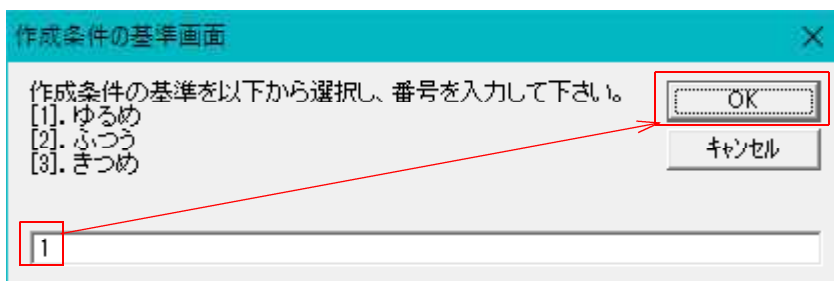 作成条件の基準画面
作成条件の基準を以下から選択し、番号を入力して下さい。
[1]. ゆるめ
[2]. ふつう
[3]. きつめ
OK
キャンセル
1